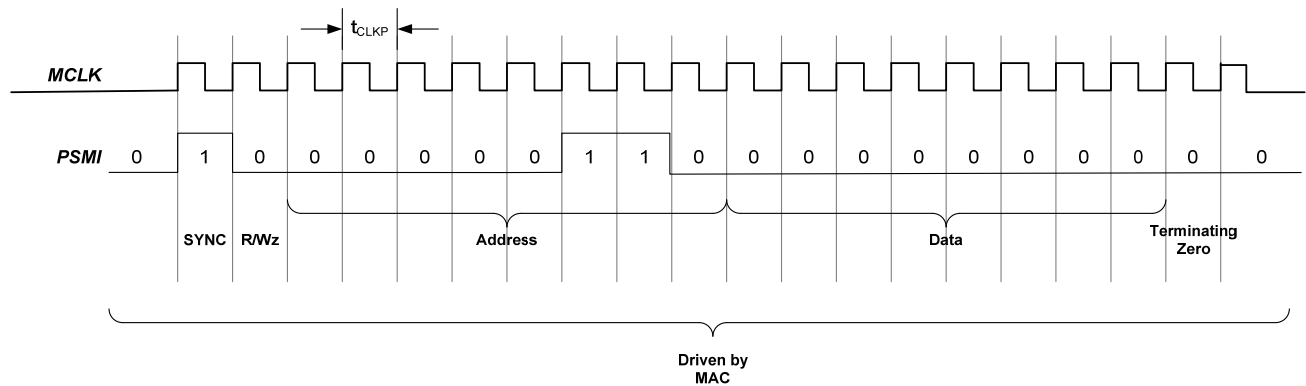 tCLKP
MCLK
PSMI 0 1 0 0 0 0 0 0 1 1 0 0 0 0 0 0 0 0 0 0 0
SYNC R/Wz Address Data Terminating
Zero
Driven by
MAC